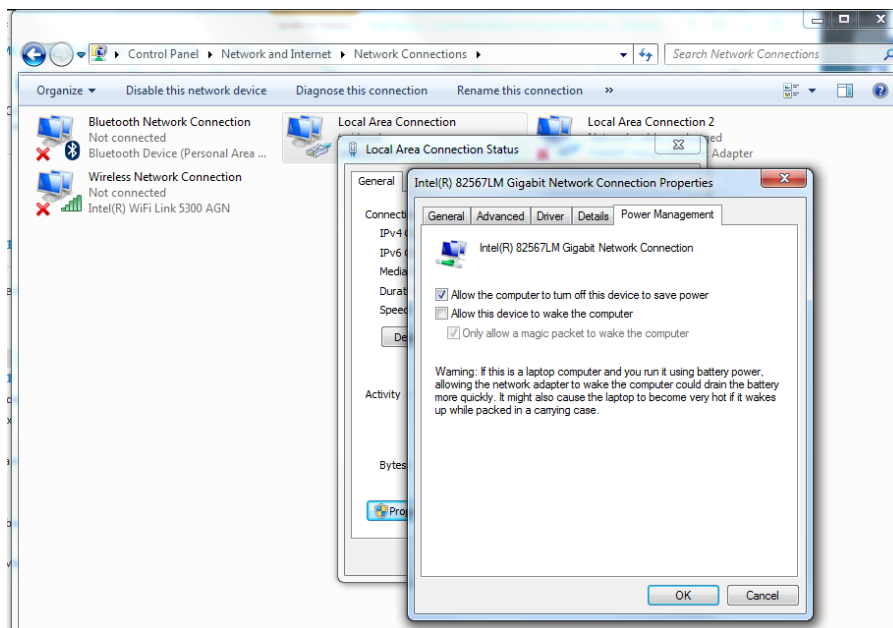 Control Panel Network and Internet Network Connections
Search Network Connections
Organize Disable this network device Diagnose this connection Rename this connection »
Bluetooth Network Connection
Not connected
Bluetooth Device (Personal Area ...
Local Area Connection
Local Area Connection 2
Adapter
Wireless Network Connection
Not connected
Intel(R) WiFi Link 5300 AGN
Local Area Connection Status
General
Connecti
IPv4 C
IPv6 C
Media
Durat
Speed
De
Activity
Bytes
Prop
Intel(R) 82567LM Gigabit Network Connection Properties
General Advanced Driver Details Power Management
Intel(R) 82567LM Gigabit Network Connection
Allow the computer to turn off this device to save power
Allow this device to wake the computer
Only allow a magic packet to wake the computer
Warning: If this is a laptop computer and you run it using battery power,
allowing the network adapter to wake the computer could drain the battery
more quickly. It might also cause the laptop to become very hot if it wakes
up while packed in a carrying case.
OK Cancel